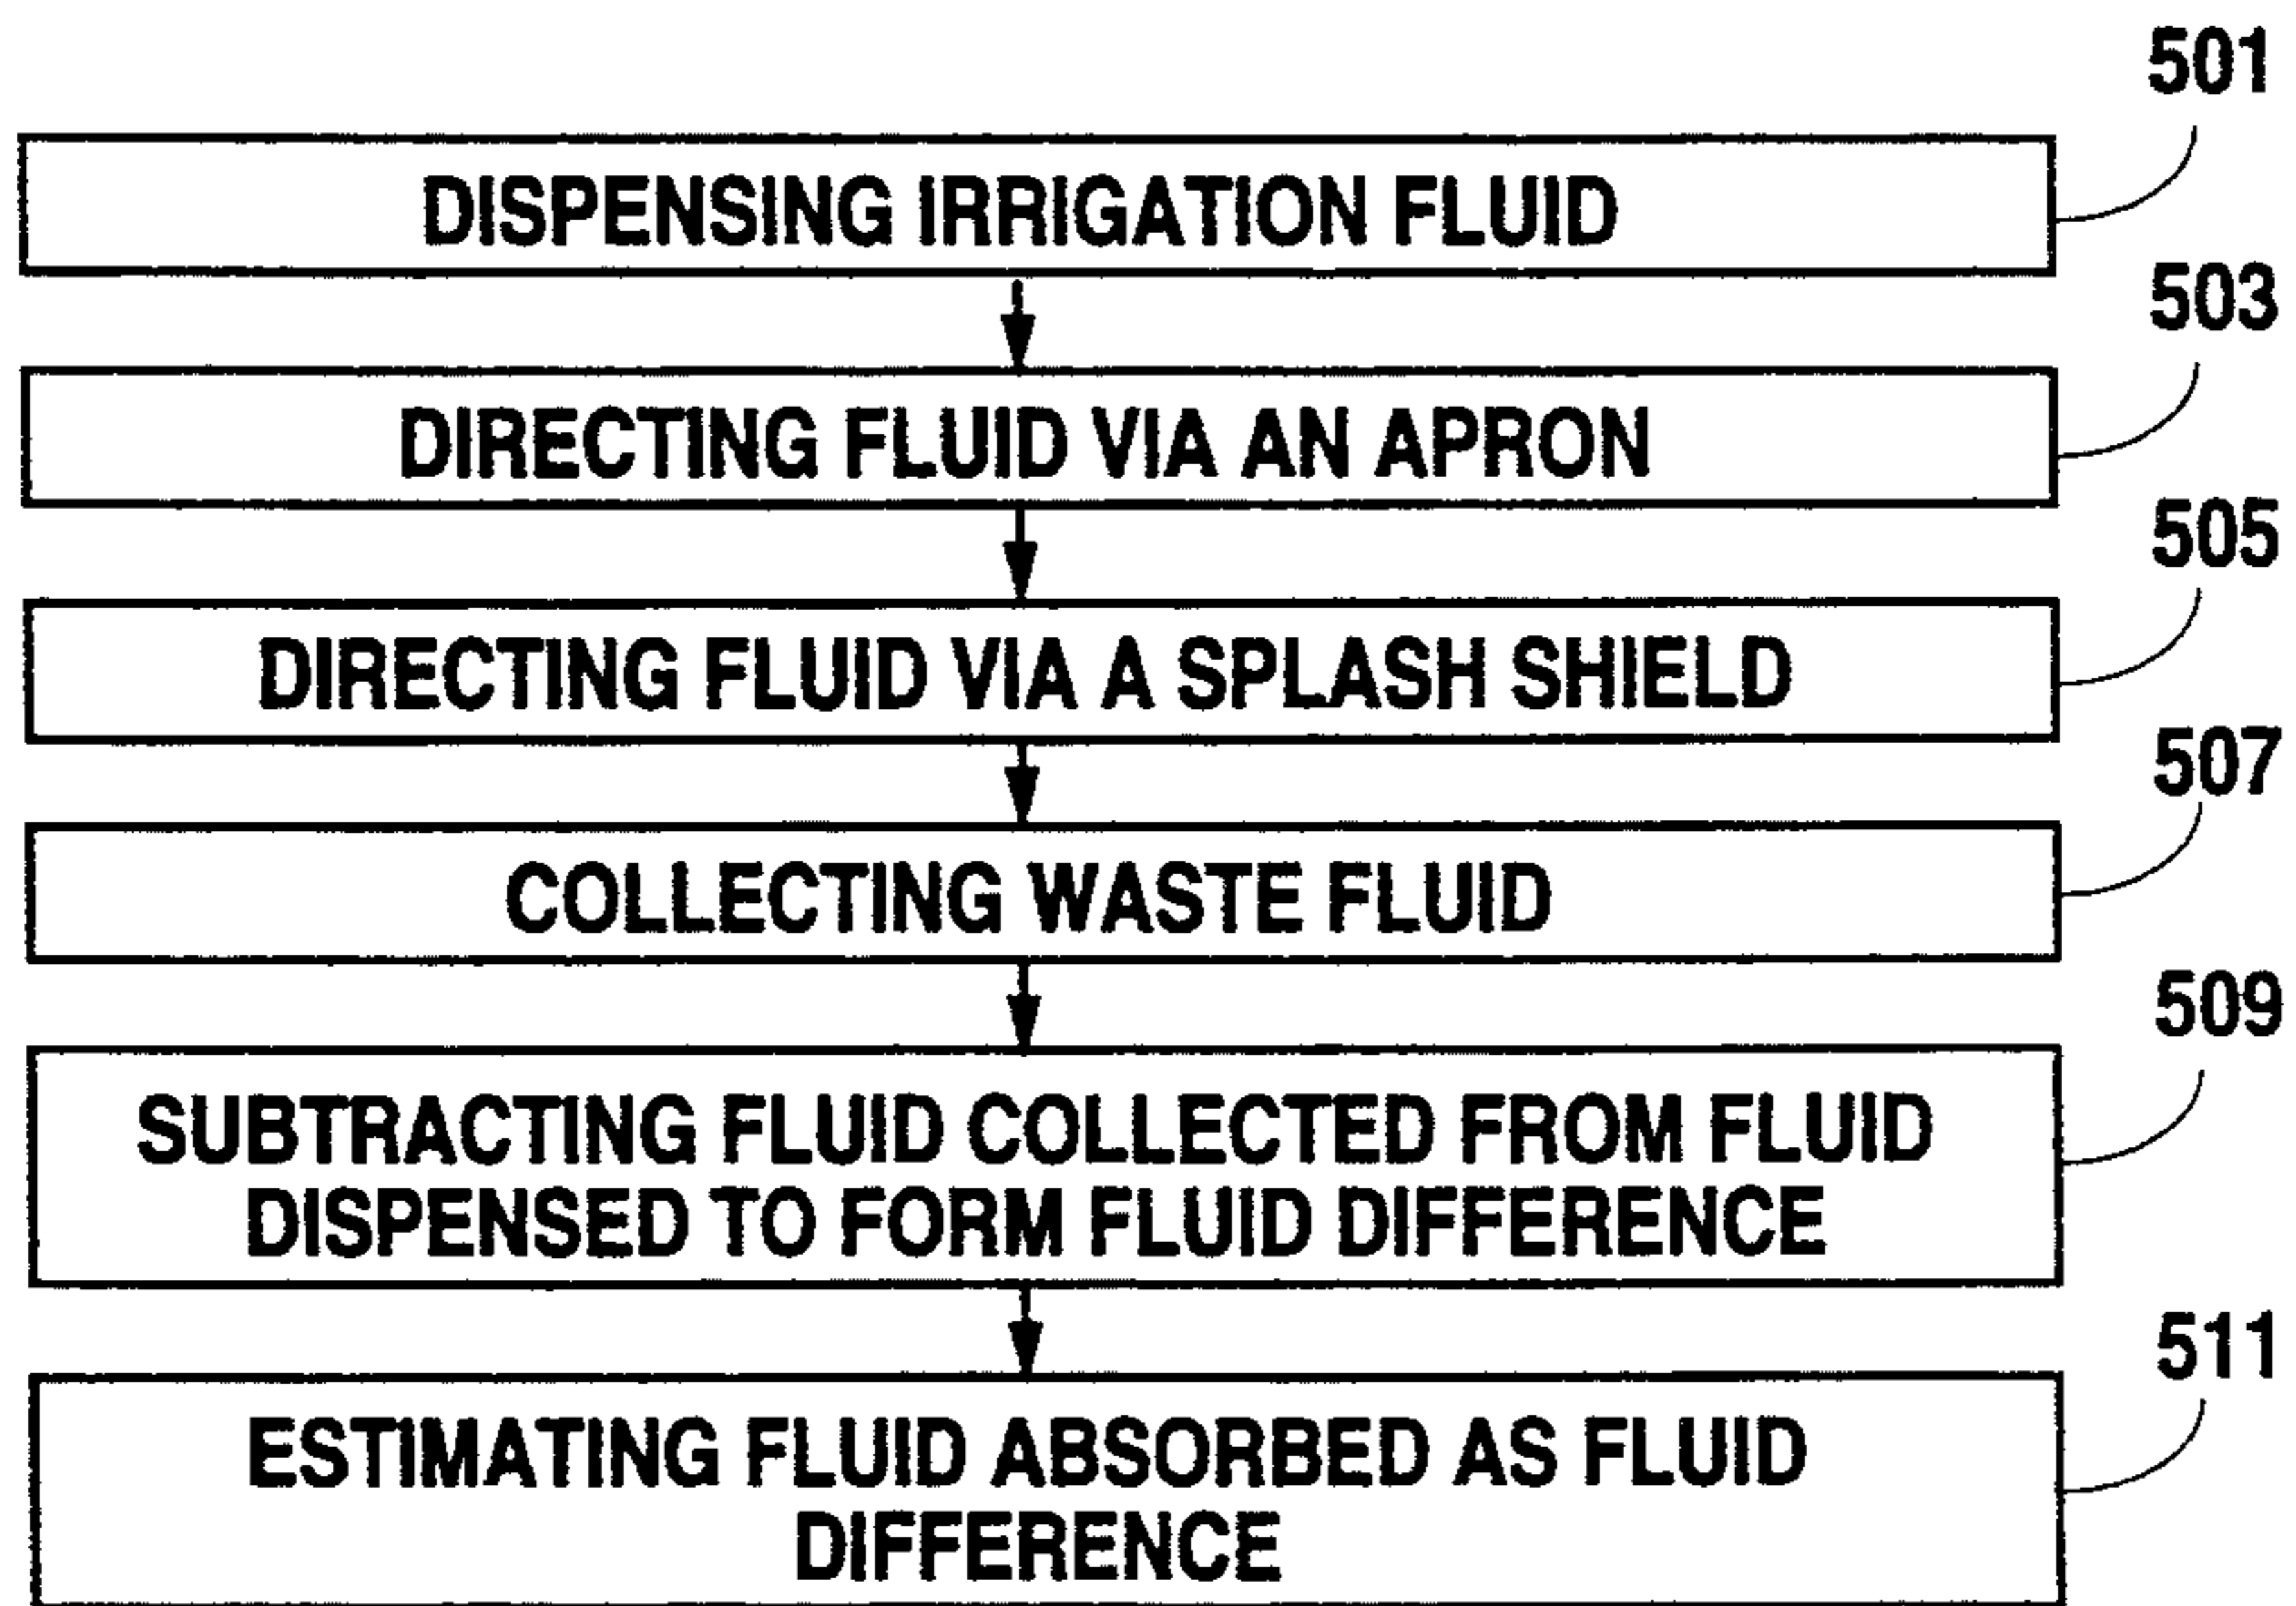 501
DISPENSING IRRIGATION FLUID
503
DIRECTING FLUID VIA AN APRON
505
DIRECTING FLUID VIA A SPLASH SHIELD
507
COLLECTING WASTE FLUID
509
SUBTRACTING FLUID COLLECTED FROM FLUID
DISPENSED TO FORM FLUID DIFFERENCE
511
ESTIMATING FLUID ABSORBED AS FLUID
DIFFERENCE